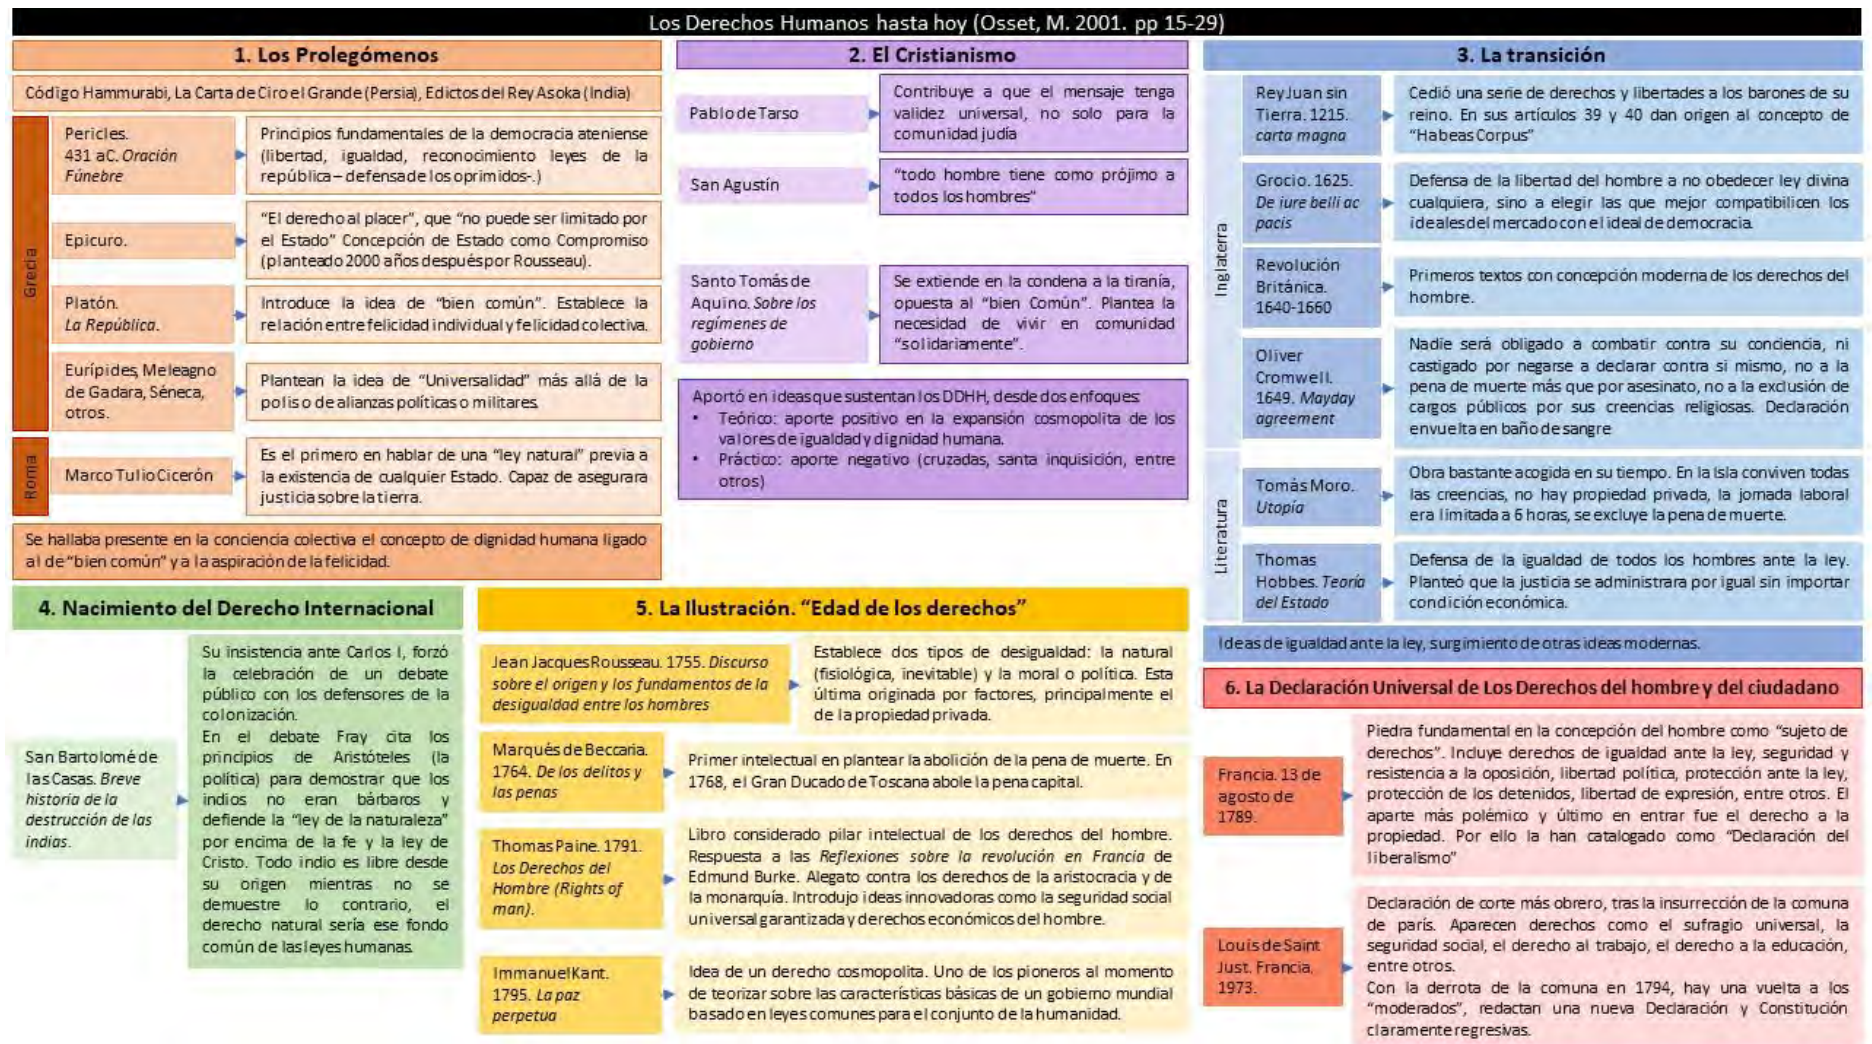 Los Derechos Humanos hasta hoy (Osset, M. 2001. pp 15-29)
1. Los Prolegómenos
Código Hammurabi, La Carta de Ciro el Grande (Persia), Edictos del Rey Asoka (India)
Grecia
Pericles.
431 aC. Oración
Fúnebre
Principios fundamentales de la democracia ateniense
(libertad, igualdad, reconocimiento leyes de la
república – defensa de los oprimidos-.)
Epicuro.
“El derecho al placer”, que “no puede ser limitado por
el Estado” Concepción de Estado como Compromiso
(planteado 2000 años después por Rousseau).
Platón.
La República.
Introduce la idea de “bien común”. Establece la
relación entre felicidad individual y felicidad colectiva.
Eurípides, Meleagno
de Gadara, Séneca,
otros.
Plantean la idea de “Universalidad” más allá de la
polis o de alianzas políticas o militares.
Roma
Marco Tulio Cicerón
Es el primero en hablar de una “ley natural” previa a
la existencia de cualquier Estado. Capaz de asegurara
justicia sobre la tierra.
Se hallaba presente en la conciencia colectiva el concepto de dignidad humana ligado
al de “bien común” y a la aspiración de la felicidad.
2. El Cristianismo
Pablo de Tarso
Contribuye a que el mensaje tenga
validez universal, no solo para la
comunidad judía
San Agustín
“todo hombre tiene como prójimo a
todos los hombres”
Santo Tomás de
Aquino. Sobre los
regímenes de
gobierno
Se extiende en la condena a la tiranía,
opuesta al “bien Común”. Plantea la
necesidad de vivir en comunidad
“solidariamente”.
Aportó en ideas que sustentan los DDHH, desde dos enfoques:
• Teórico: aporte positivo en la expansión cosmopolita de los
valores de igualdad y dignidad humana.
• Práctico: aporte negativo (cruzadas, santa inquisición, entre
otros)
3. La transición
Inglaterra
Rey Juan sin
Tierra. 1215.
carta magna
Cedió una serie de derechos y libertades a los barones de su
reino. En sus artículos 39 y 40 dan origen al concepto de
“Habeas Corpus”
Grocio. 1625.
De iure belli ac
pacis
Defensa de la libertad del hombre a no obedecer ley divina
cualquiera, sino a elegir las que mejor compatibilicen los
ideales del mercado con el ideal de democracia.
Revolución
Británica.
1640-1660
Primeros textos con concepción moderna de los derechos del
hombre.
Oliver
Cromwell.
1649. Mayday
agreement
Nadie será obligado a combatir contra su conciencia, ni
castigado por negarse a declarar contra si mismo, no a la
pena de muerte más que por asesinato, no a la exclusión de
cargos públicos por sus creencias religiosas. Declaración
envuelta en baño de sangre
Literatura
Tomás Moro.
Utopía
Obra bastante acogida en su tiempo. En la Isla conviven todas
las creencias, no hay propiedad privada, la jornada laboral
era limitada a 6 horas, se excluye la pena de muerte.
Thomas
Hobbes. Teoría
del Estado
Defensa de la igualdad de todos los hombres ante la ley.
Planteó que la justicia se administrara por igual sin importar
condición económica.
Ideas de igualdad ante la ley, surgimiento de otras ideas modernas.
4. Nacimiento del Derecho Internacional
San Bartolomé de
las Casas. Breve
historia de la
destrucción de las
indias.
Su insistencia ante Carlos I, forzó
la celebración de un debate
público con los defensores de la
colonización.
En el debate Fray cita los
principios de Aristóteles (la
política) para demostrar que los
indios no eran bárbaros y
defiende la “ley de la naturaleza”
por encima de la fe y la ley de
Cristo. Todo indio es libre desde
su origen mientras no se
demuestre lo contrario, el
derecho natural sería ese fondo
común de las leyes humanas.
5. La Ilustración. “Edad de los derechos”
Jean Jacques Rousseau. 1755. Discurso
sobre el origen y los fundamentos de la
desigualdad entre los hombres
Establece dos tipos de desigualdad: la natural
(fisiológica, inevitable) y la moral o política. Esta
última originada por factores, principalmente el
de la propiedad privada.
Marqués de Beccaria.
1764. De los delitos y
las penas
Primer intelectual en plantear la abolición de la pena de muerte. En
1768, el Gran Ducado de Toscana abole la pena capital.
Thomas Paine. 1791.
Los Derechos del
Hombre (Rights of
man).
Libro considerado pilar intelectual de los derechos del hombre.
Respuesta a las Reflexiones sobre la revolución en Francia de
Edmund Burke. Alegato contra los derechos de la aristocracia y de
la monarquía. Introdujo ideas innovadoras como la seguridad social
universal garantizada y derechos económicos del hombre.
Immanuel Kant.
1795. La paz
perpetua
Idea de un derecho cosmopolita. Uno de los pioneros al momento
de teorizar sobre las características básicas de un gobierno mundial
basado en leyes comunes para el conjunto de la humanidad.
6. La Declaración Universal de Los Derechos del hombre y del ciudadano
Francia. 13 de
agosto de
1789.
Piedra fundamental en la concepción del hombre como “sujeto de
derechos”. Incluye derechos de igualdad ante la ley, seguridad y
resistencia a la oposición, libertad política, protección ante la ley,
protección de los detenidos, libertad de expresión, entre otros. El
aparte más polémico y último en entrar fue el derecho a la
propiedad. Por ello la han catalogado como “Declaración del
liberalismo”
Louis de Saint
Just. Francia,
1973.
Declaración de corte más obrero, tras la insurrección de la comuna
de parís. Aparecen derechos como el sufragio universal, la
seguridad social, el derecho al trabajo, el derecho a la educación,
entre otros.
Con la derrota de la comuna en 1794, hay una vuelta a los
“moderados”, redactan una nueva Declaración y Constitución
claramente regresivas.